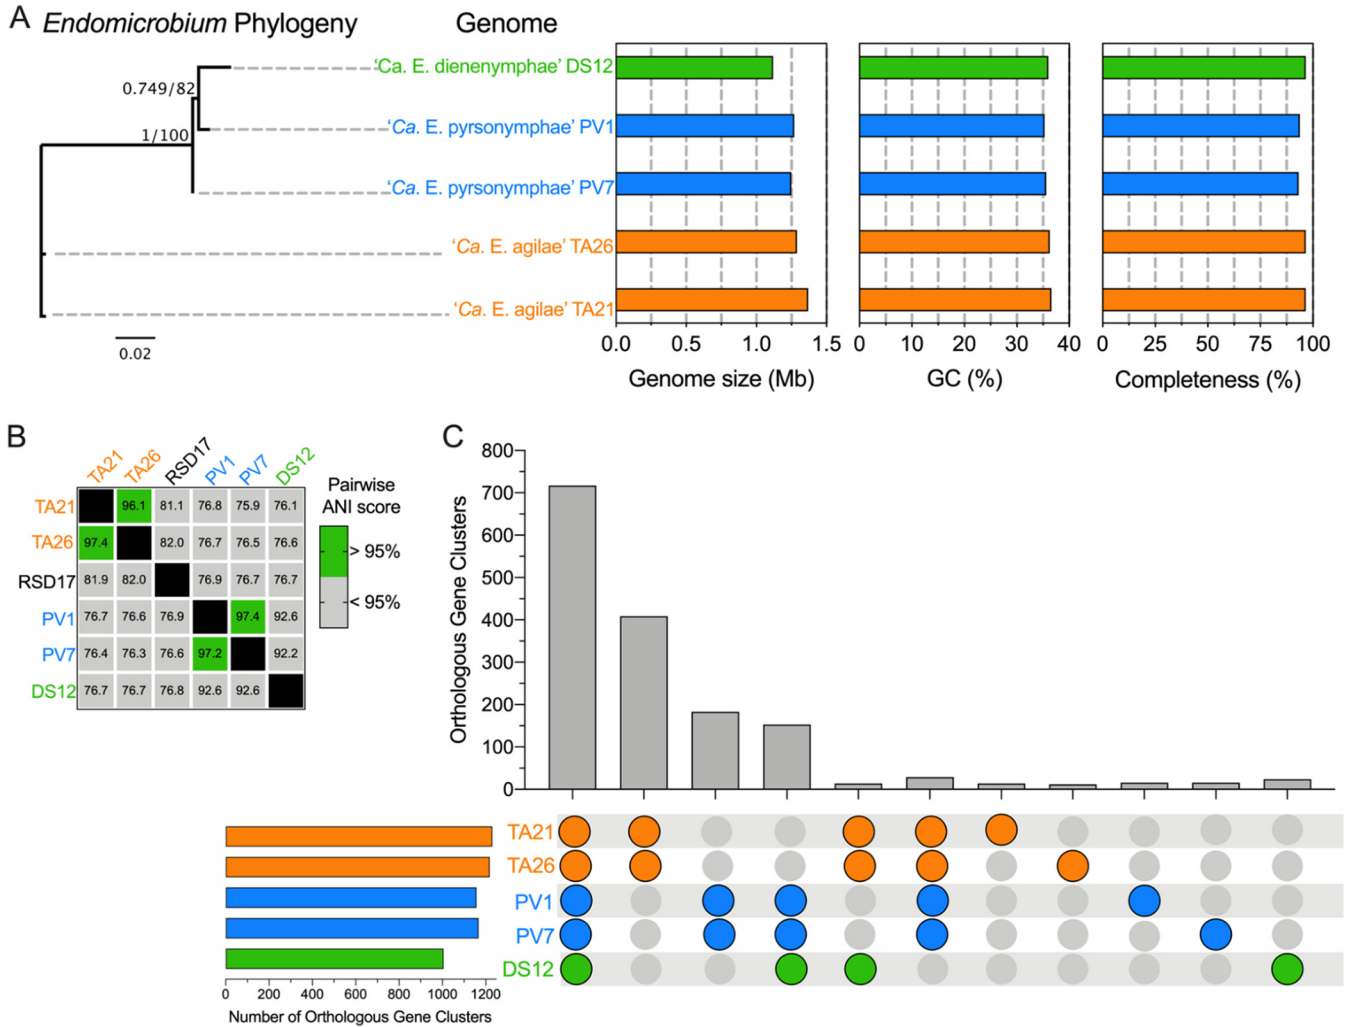 A Endomicrobium Phylogeny Genome
'Ca. E. dienenymphae' DS12
0.749/82
'Ca. E. pyrsonymphae' PV1
1/100
'Ca. E. pyrsonymphae' PV7
'Ca. E. agilae' TA26
'Ca. E. agilae' TA21
0.02
0.0 0.5 1.0 1.5
Genome size (Mb)
0 10 20 30 40
GC (%)
0 25 50 75 100
Completeness (%)
B
TA21 TA26 RSD17 PV1 PV7 DS12
TA21 96.1 81.1 76.8 75.9 76.1
TA26 97.4 82.0 76.7 76.5 76.6
RSD17 81.9 82.0 76.9 76.7 76.7
PV1 76.7 76.6 76.9 97.4 92.6
PV7 76.4 76.3 76.6 97.2 92.2
DS12 76.7 76.7 76.8 92.6 92.6
Pairwise
ANI score
> 95%
< 95%
C
Orthologous Gene Clusters
800
700
600
500
400
300
200
100
0
TA21
TA26
PV1
PV7
DS12
0 200 400 600 800 1000 1200
Number of Orthologous Gene Clusters